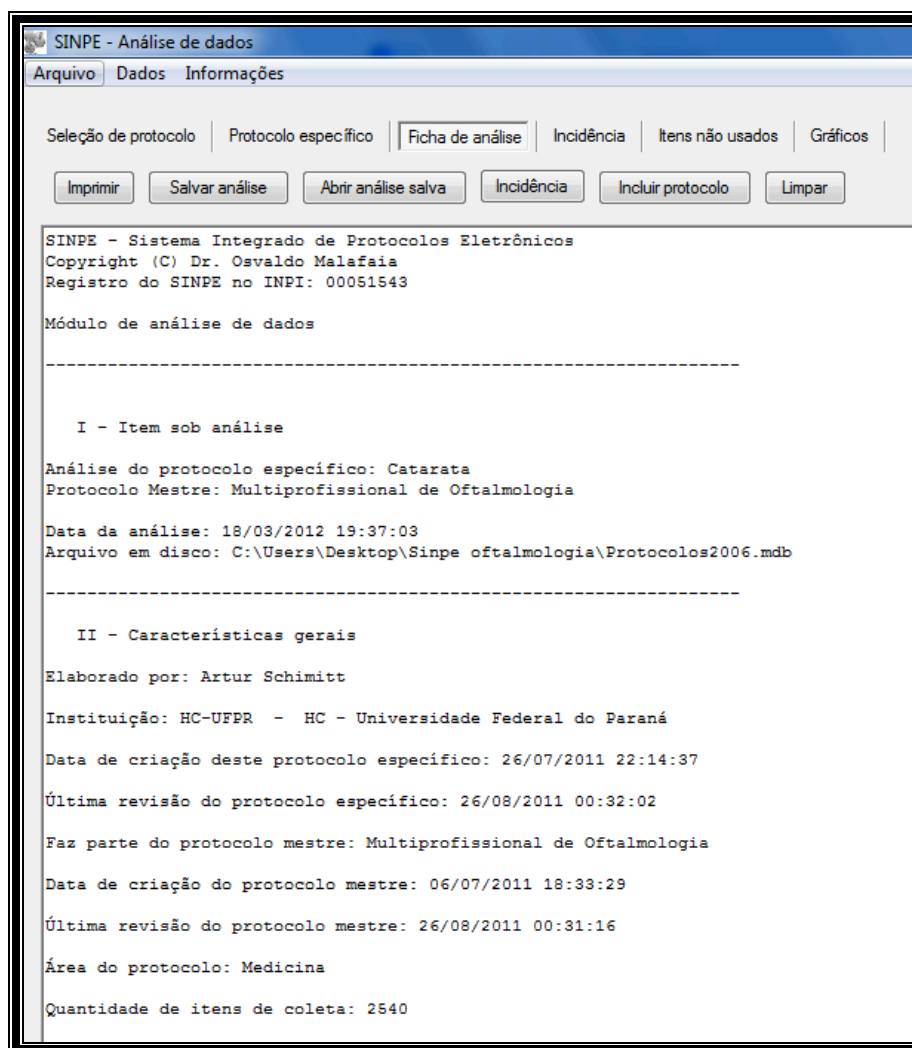 SINPE - Análise de dados
Arquivo Dados Informações
Seleção de protocolo Protocolo específico Ficha de análise Incidência Itens não usados Gráficos
Imprimir Salvar análise Abrir análise salva Incidência Incluir protocolo Limpar
SINPE - Sistema Integrado de Protocolos Eletrônicos
Copyright (C) Dr. Osvaldo Malafaia
Registro do SINPE no INPI: 00051543
Módulo de análise de dados
-------------------------------------------------------------------
I - Item sob análise
Análise do protocolo específico: Catarata
Protocolo Mestre: Multiprofissional de Oftalmologia
Data da análise: 18/03/2012 19:37:03
Arquivo em disco: C:\Users\Desktop\Sinpe oftalmologia\Protocolos2006.mdb
-------------------------------------------------------------------
II - Características gerais
Elaborado por: Artur Schimitt
Instituição: HC-UFPR - HC - Universidade Federal do Paraná
Data de criação deste protocolo específico: 26/07/2011 22:14:37
Última revisão do protocolo específico: 26/08/2011 00:32:02
Faz parte do protocolo mestre: Multiprofissional de Oftalmologia
Data de criação do protocolo mestre: 06/07/2011 18:33:29
Última revisão do protocolo mestre: 26/08/2011 00:31:16
Área do protocolo: Medicina
Quantidade de itens de coleta: 2540